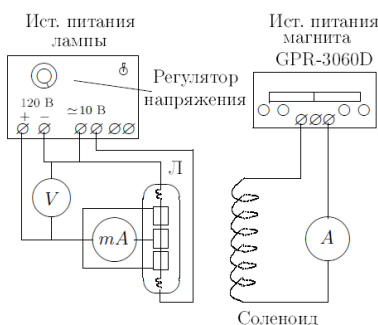 Ист. питания
лампы
Ист. питания
магнита
GPR-3060D
Регулятор
напряжения
120 В
≃10 В
+ −
Л
V
mA
A
Соленоид